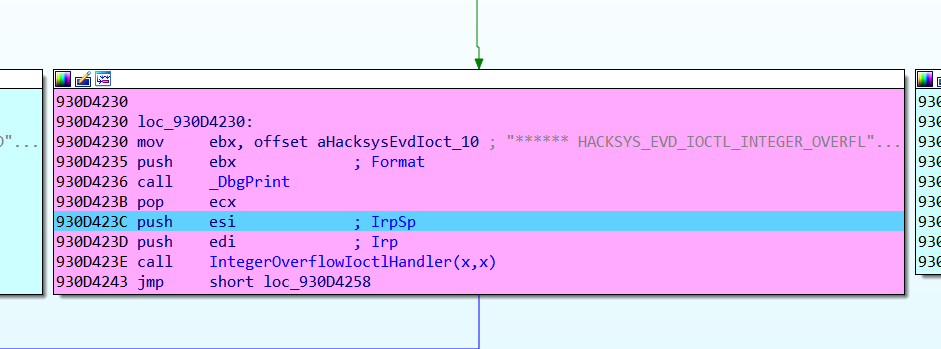 930D4230
930D4230 loc_930D4230:
930D4230 mov     ebx, offset aHacksysEvdIoct_10 ; "****** HACKSYS_EVD_IOCTL_INTEGER_OVERFL"...
930D4235 push    ebx             ; Format
930D4236 call    _DbgPrint
930D423B pop     ecx
930D423C push    esi             ; IrpSp
930D423D push    edi             ; Irp
930D423E call    IntegerOverflowIoctlHandler(x,x)
930D4243 jmp     short loc_930D4258
D"...
930
930
930
930
930
930
930
930
930